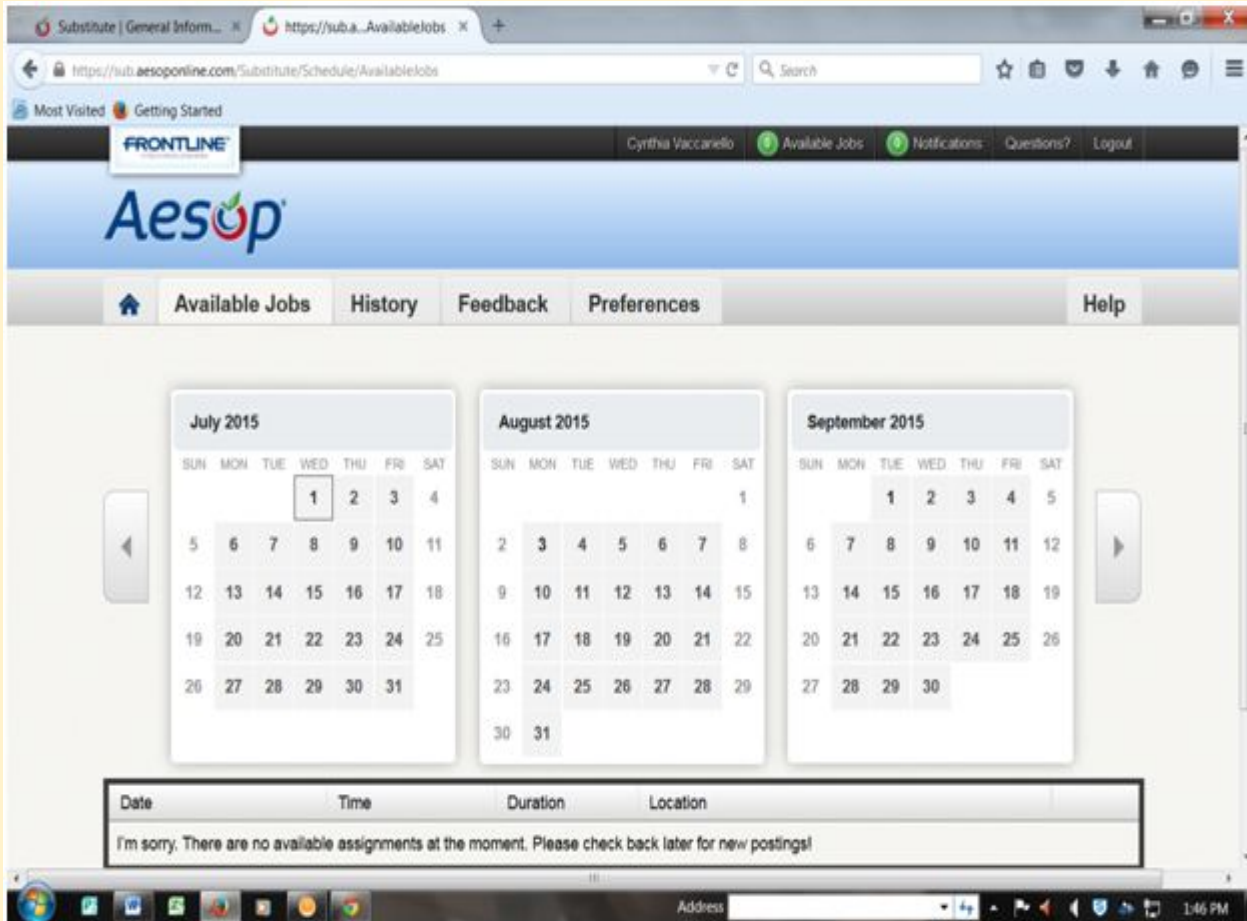 Substitute | General Inform...
https://sub.a...AvailableJobs
https://sub.aesoponline.com/Substitute/Schedule/AvailableJobs
Search
Most Visited Getting Started
FRONTLINE
Cynthia Vaccariello 0 Available Jobs 0 Notifications Questions? Logout
Aesop
Available Jobs History Feedback Preferences Help
July 2015
SUN MON TUE WED THU FRI SAT
1 2 3 4
5 6 7 8 9 10 11
12 13 14 15 16 17 18
19 20 21 22 23 24 25
26 27 28 29 30 31
August 2015
SUN MON TUE WED THU FRI SAT
1
2 3 4 5 6 7 8
9 10 11 12 13 14 15
16 17 18 19 20 21 22
23 24 25 26 27 28 29
30 31
September 2015
SUN MON TUE WED THU FRI SAT
1 2 3 4 5
6 7 8 9 10 11 12
13 14 15 16 17 18 19
20 21 22 23 24 25 26
27 28 29 30
Date Time Duration Location
I'm sorry. There are no available assignments at the moment. Please check back later for new postings!
Address
1:46 PM